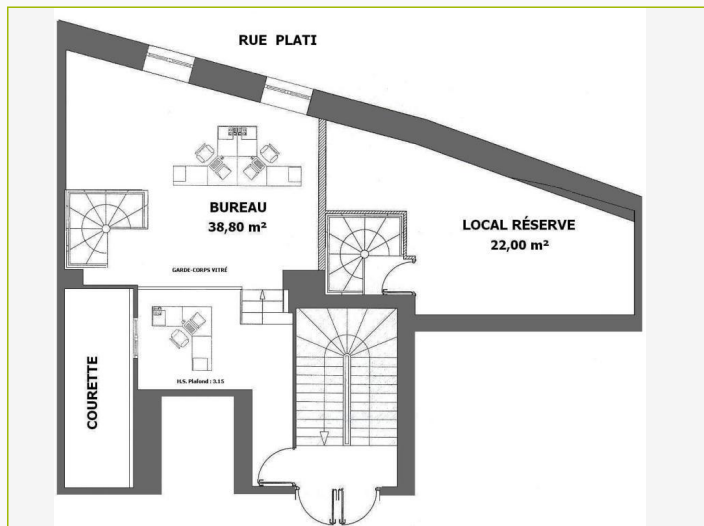 RUE PLATI
BUREAU
38,80 m²
LOCAL RÉSERVE
22,00 m²
GARDE-CORPS VITRÉ
H.S. Plafond : 3.15
COURETTE